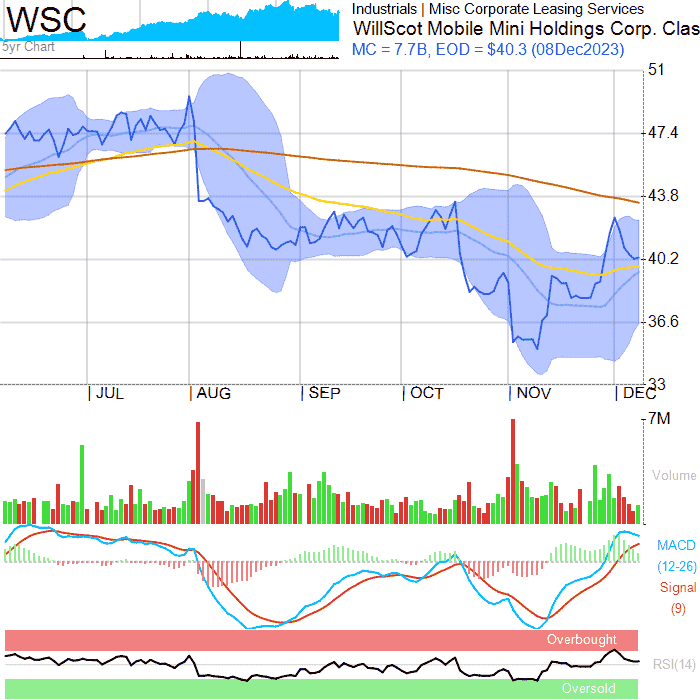 WSC
5yr Chart
Industrials | Misc Corporate Leasing Services
WillScot Mobile Mini Holdings Corp. Clas
MC = 7.7B, EOD = $40.3 (08Dec2023)
51
47.4
43.8
40.2
36.6
33
JUL AUG SEP OCT NOV DEC
7M
Volume
MACD
(12-26)
Signal
(9)
Overbought
RSI(14)
Oversold